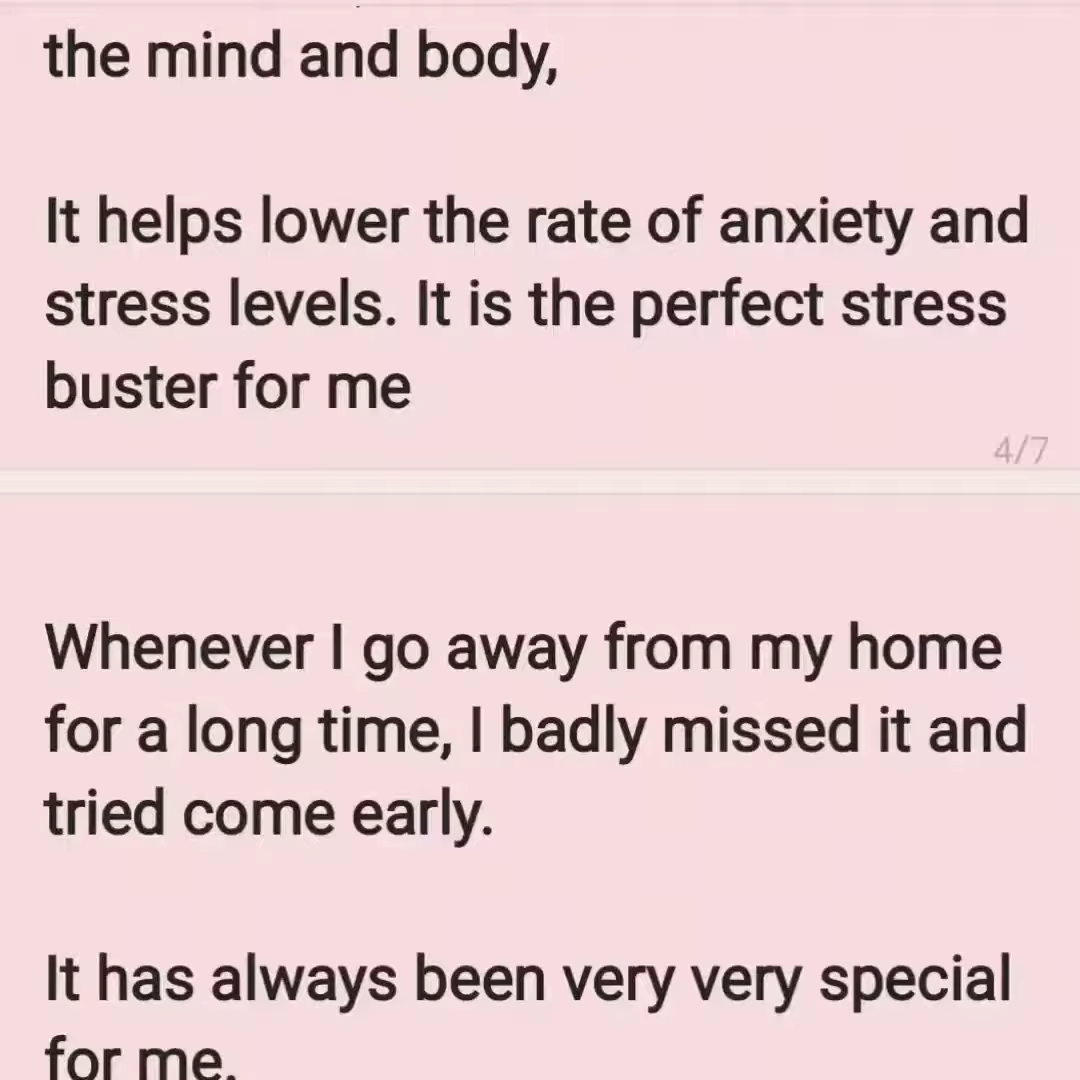 the mind and body,
It helps lower the rate of anxiety and
stress levels. It is the perfect stress
buster for me
4/7
Whenever I go away from my home
for a long time, I badly missed it and
tried come early.
It has always been very very special
for me.